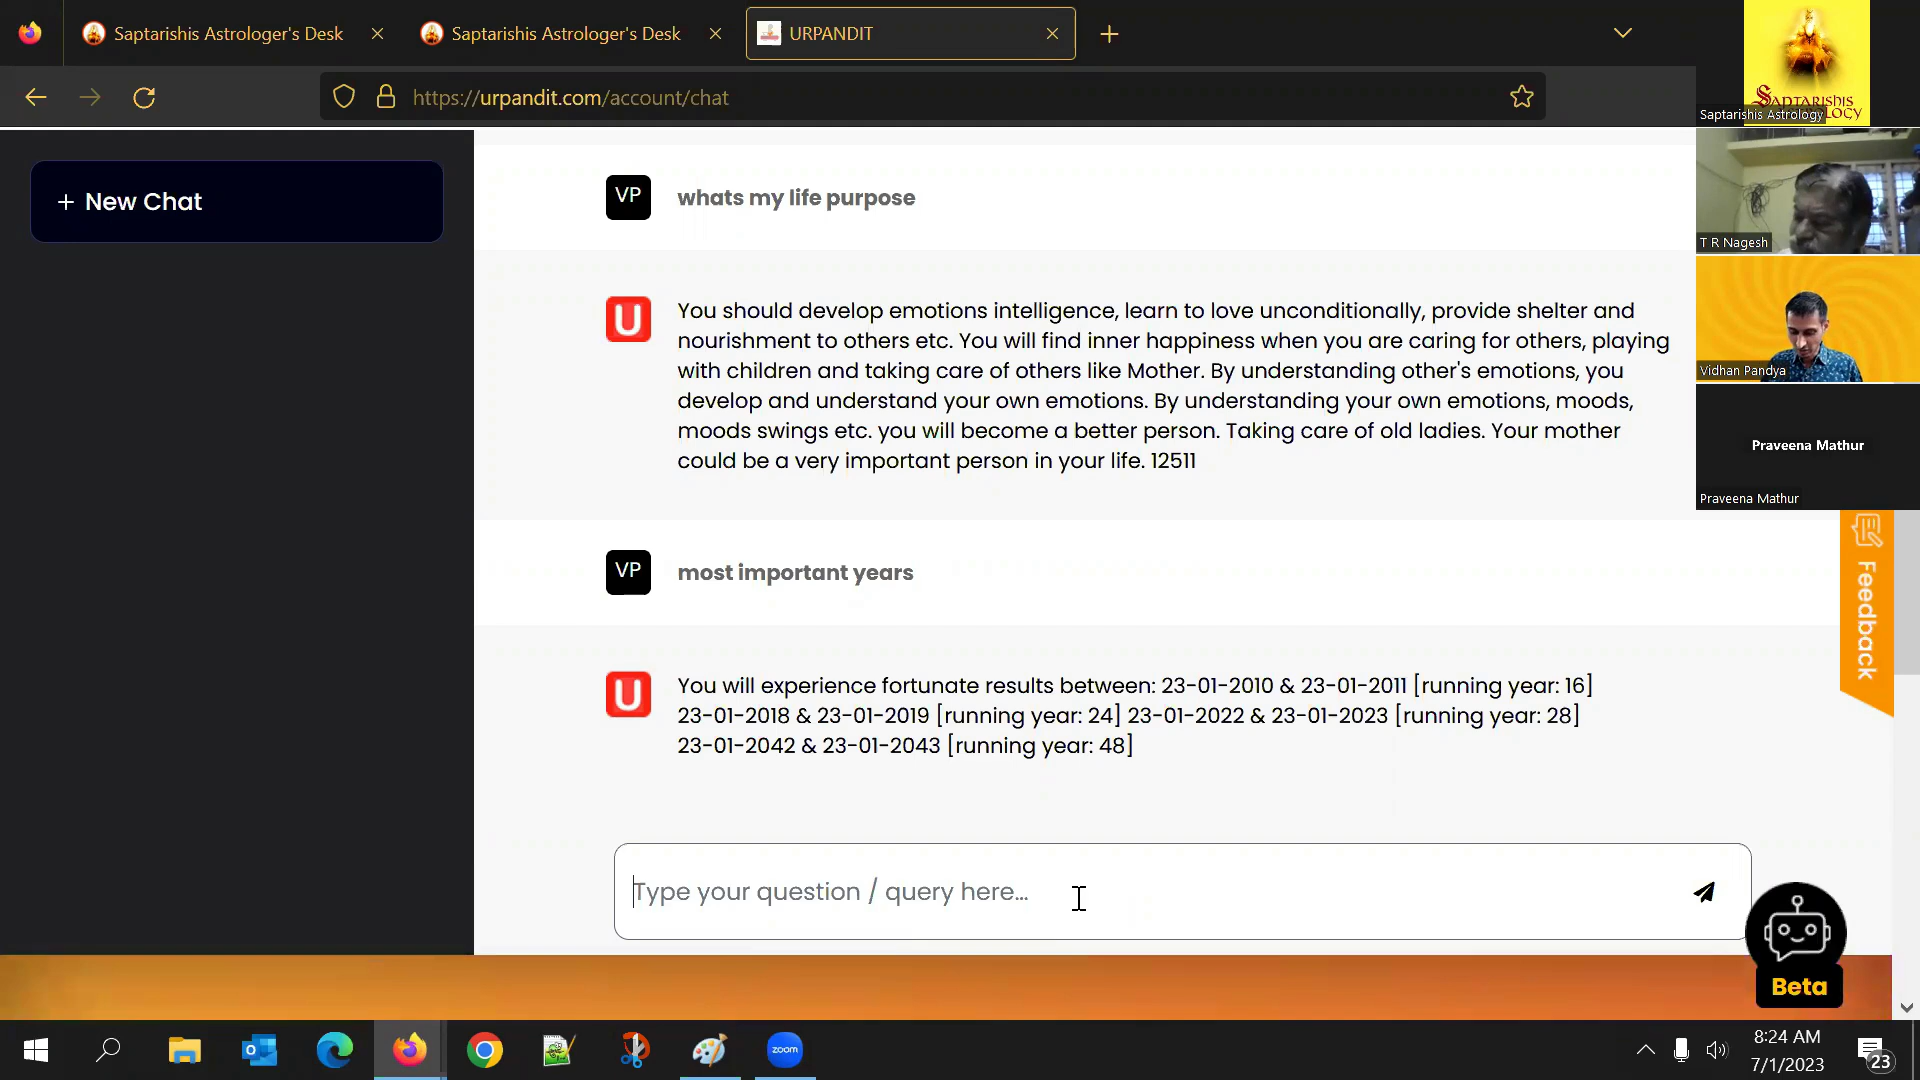 Saptarishis Astrologer's Desk
Saptarishis Astrologer's Desk
URPANDIT
https://urpandit.com/account/chat
SAPTARISHIS
ASTROLOGY
Saptarishis Astrology
T R Nagesh
Vidhan Pandya
Praveena Mathur
Praveena Mathur
+ New Chat
VP
whats my life purpose
U
You should develop emotions intelligence, learn to love unconditionally, provide shelter and
nourishment to others etc. You will find inner happiness when you are caring for others, playing
with children and taking care of others like Mother. By understanding other's emotions, you
develop and understand your own emotions. By understanding your own emotions, moods,
moods swings etc. you will become a better person. Taking care of old ladies. Your mother
could be a very important person in your life. 12511
VP
most important years
U
You will experience fortunate results between: 23-01-2010 & 23-01-2011 [running year: 16]
23-01-2018 & 23-01-2019 [running year: 24] 23-01-2022 & 23-01-2023 [running year: 28]
23-01-2042 & 23-01-2043 [running year: 48]
Feedback
Type your question / query here...
Beta
zoom
8:24 AM
7/1/2023
23